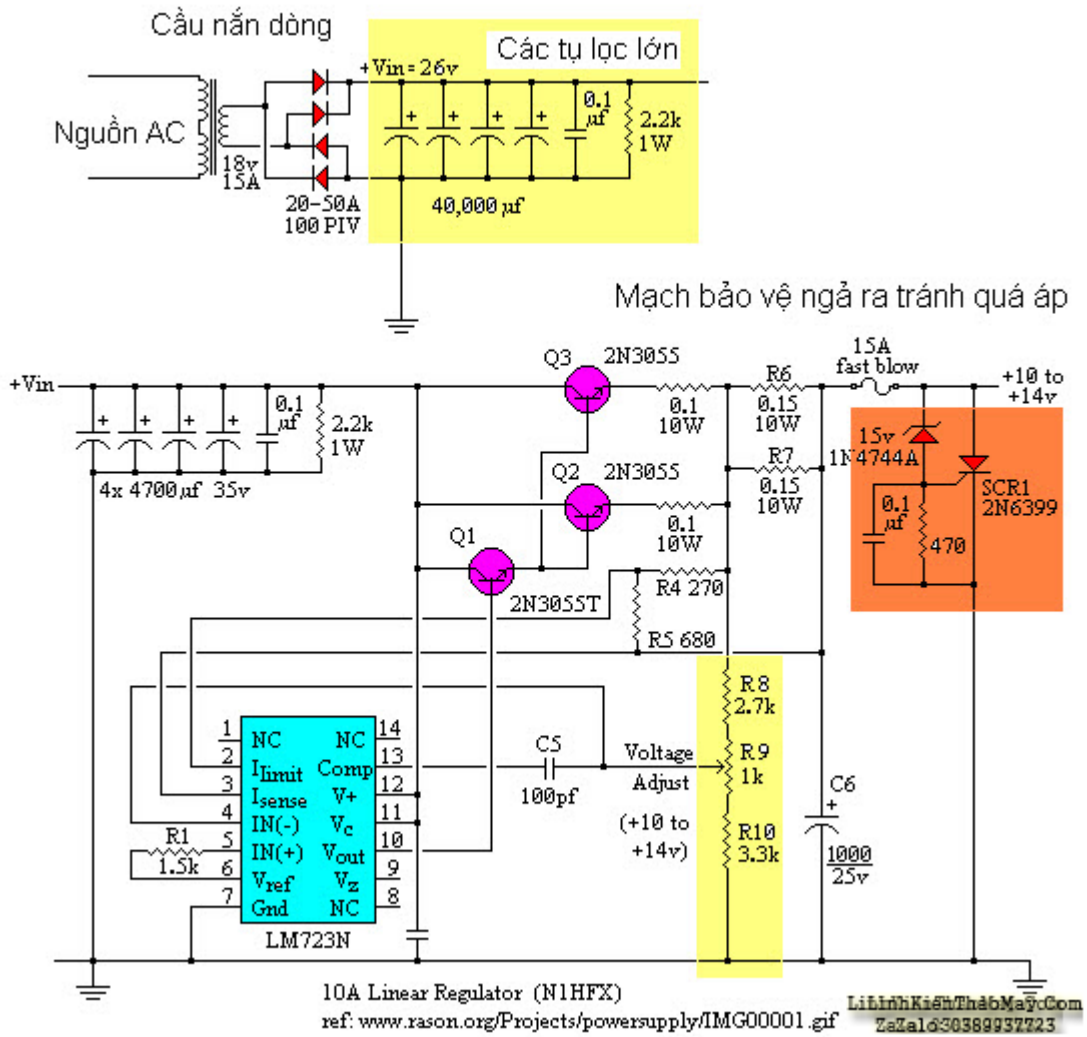 Cầu nắn dòng
Các tụ lọc lớn
+Vin = 26v
Nguồn AC
18v
15A
0.1
µf
2.2k
1W
20-50A
100 PIV
40,000 µf
Mạch bảo vệ ngả ra tránh quá áp
+Vin
0.1
µf
2.2k
1W
4x 4700 µf 35v
Q3
2N3055
0.1
10W
R6
0.15
10W
R7
0.15
10W
15A
fast blow
+10 to
+14v
15v
1N4744A
SCR1
2N6399
0.1
µf
470
Q2
2N3055
0.1
10W
Q1
2N3055T
R4 270
R5 680
R8
2.7k
R9
1k
R10
3.3k
Voltage
Adjust
(+10 to
+14v)
C5
100pf
C6
1000
25v
R1
1.5k
1 NC NC 14
2 Ilimit Comp 13
3 Isense V+ 12
4 IN(-) Vc 11
5 IN(+) Vout 10
6 Vref Vz 9
7 Gnd NC 8
LM723N
10A Linear Regulator (N1HFX)
ref: www.rason.org/Projects/powersupply/IMG00001.gif